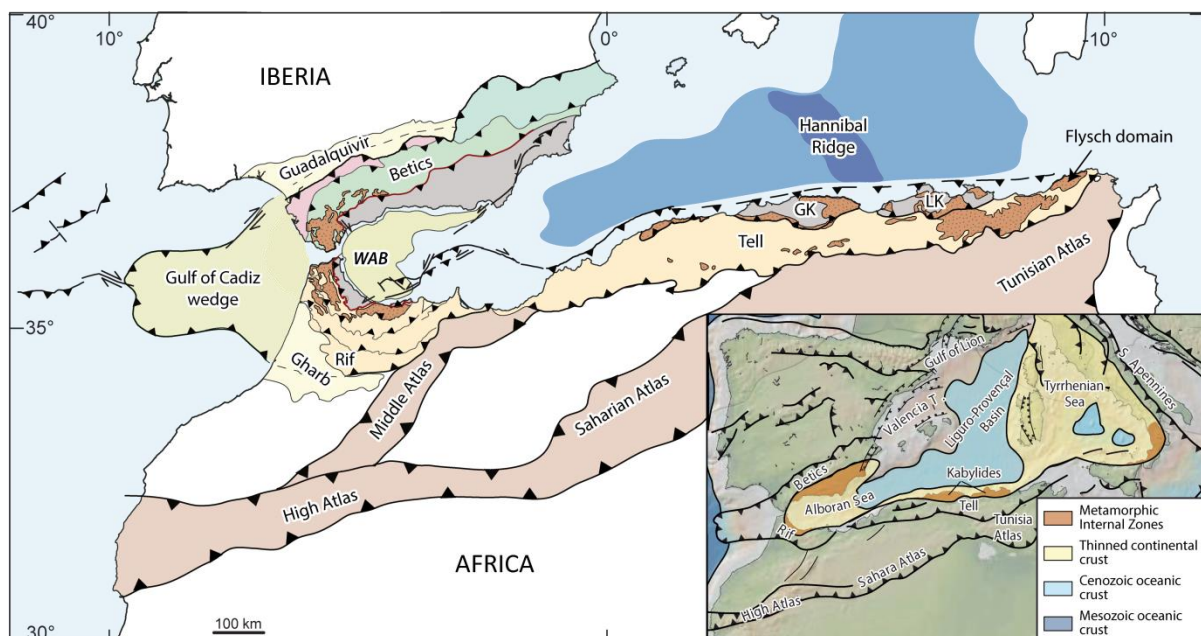 40°
10°
0°
10°
IBERIA
Guadalquivir
Betics
Hannibal
Ridge
Flysch domain
GK
LK
WAB
Tell
Gulf of Cadiz
wedge
Tunisian Atlas
35°
Rif
Gharb
Middle Atlas
Saharian Atlas
High Atlas
AFRICA
30°
100 km
Gulf of Lion
S. Apennines
Tyrrhenian
Sea
Valencia T.
Liguro-Provençal
Basin
Betics
Kabylides
Alboran Sea
Tell
Rif
Tunisia
Atlas
Sahara Atlas
High Atlas
Metamorphic
Internal Zones
Thinned continental
crust
Cenozoic oceanic
crust
Mesozoic oceanic
crust